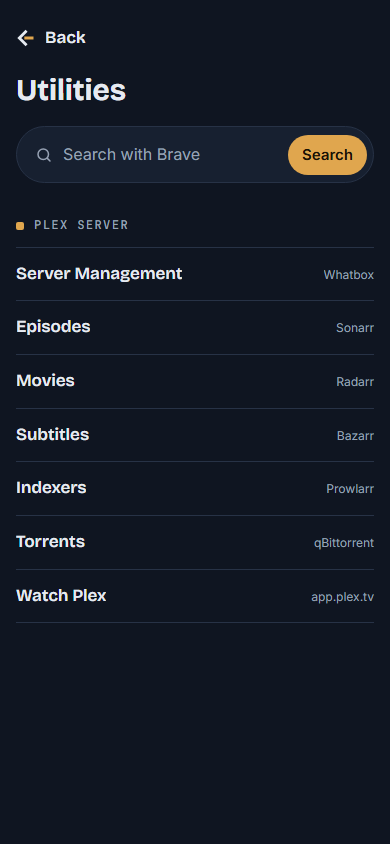 Back
Utilities
Search with Brave Search
PLEX SERVER
Server Management Whatbox
Episodes Sonarr
Movies Radarr
Subtitles Bazarr
Indexers Prowlarr
Torrents qBittorrent
Watch Plex app.plex.tv